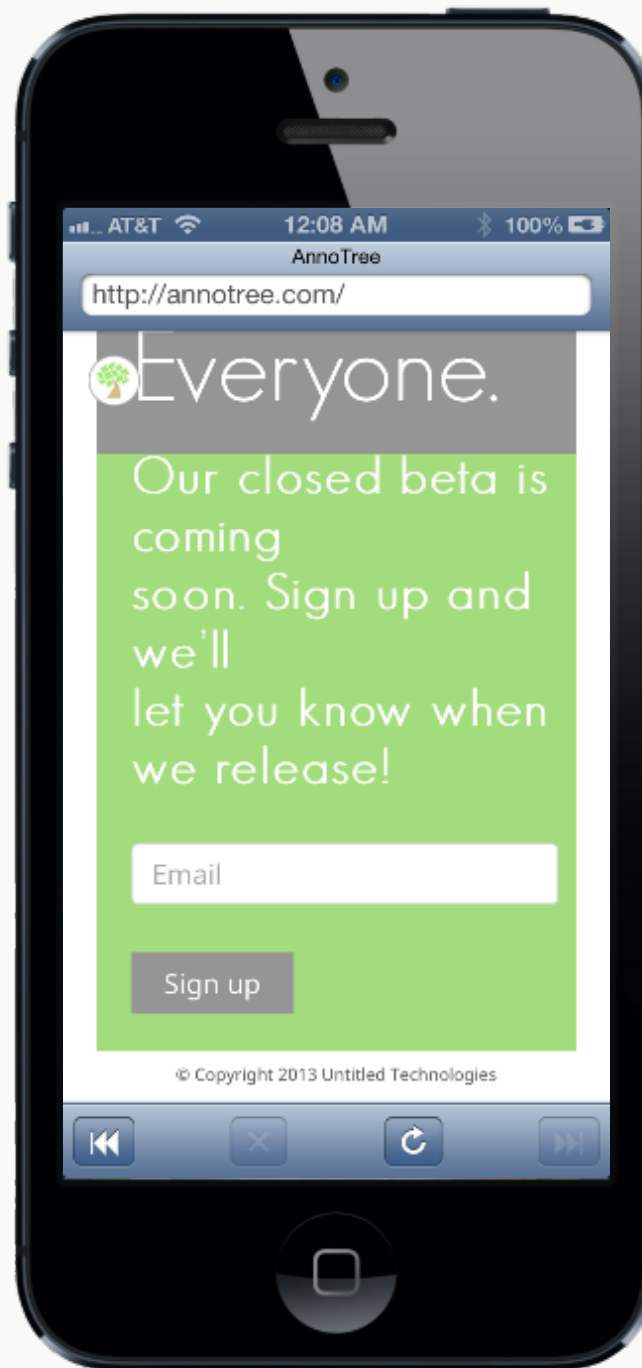 AT&T 12:08 AM 100%
AnnoTree
http://annotree.com/
Everyone.
Our closed beta is
coming
soon. Sign up and
we'll
let you know when
we release!
Email
Sign up
© Copyright 2013 Untitled Technologies